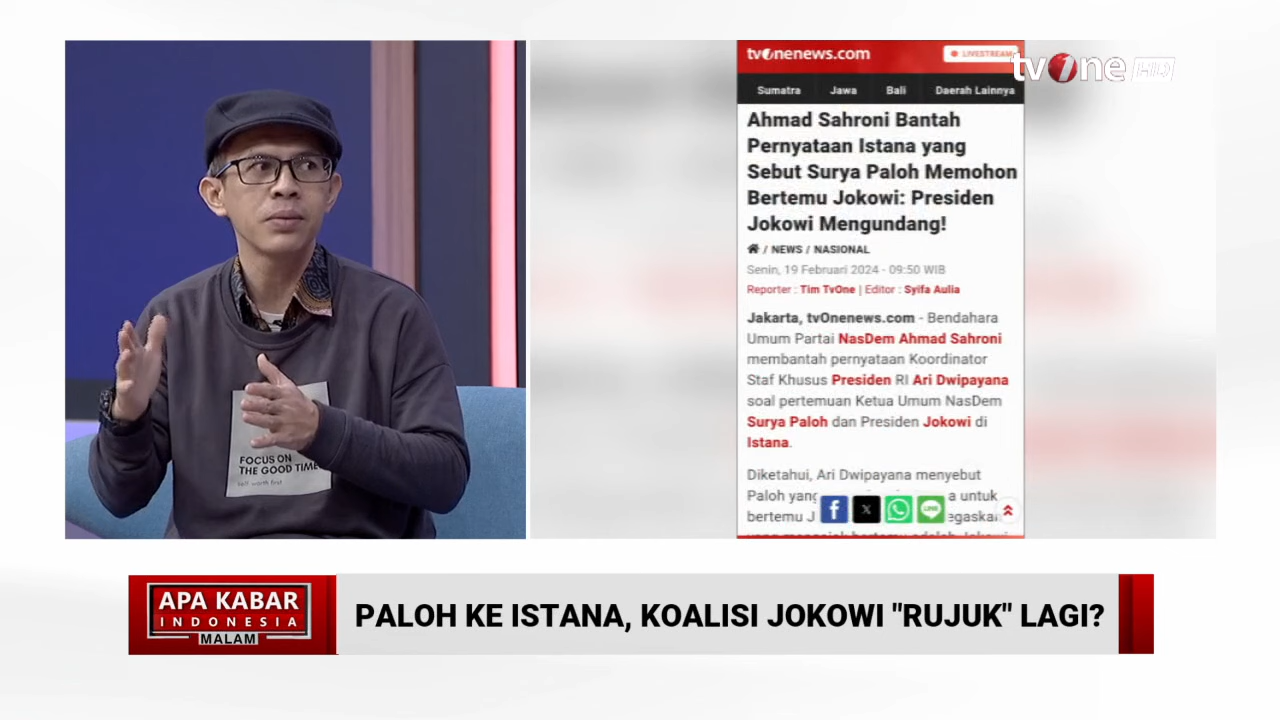 tvOnenews.com
LIVESTREAM
tvOne HD
Sumatra Jawa Bali Daerah Lainnya
Ahmad Sahroni Bantah
Pernyataan Istana yang
Sebut Surya Paloh Memohon
Bertemu Jokowi: Presiden
Jokowi Mengundang!
/ NEWS / NASIONAL
Senin, 19 Februari 2024 - 09:50 WIB
Reporter : Tim TvOne | Editor : Syifa Aulia
Jakarta, tvOnenews.com - Bendahara
Umum Partai NasDem Ahmad Sahroni
membantah pernyataan Koordinator
Staf Khusus Presiden RI Ari Dwipayana
soal pertemuan Ketua Umum NasDem
Surya Paloh dan Presiden Jokowi di
Istana.
Diketahui, Ari Dwipayana menyebut
Paloh yang untuk
bertemu
FOCUS ON
THE GOOD TIME
self worth first
APA KABAR
INDONESIA
MALAM
PALOH KE ISTANA, KOALISI JOKOWI "RUJUK" LAGI?